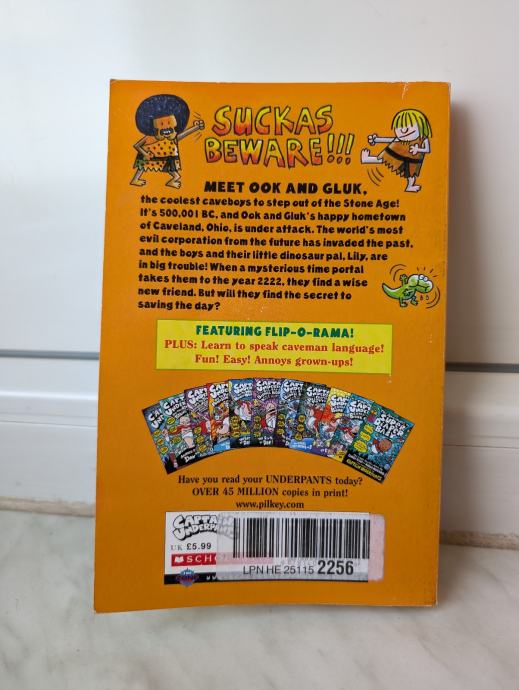 SUCKAS
BEWARE!!!
MEET OOK AND GLUK,
the coolest caveboys to step out of the Stone Age!
It's 500,001 BC, and Ook and Gluk's happy hometown
of Caveland, Ohio, is under attack. The world's most
evil corporation from the future has invaded the past,
and the boys and their little dinosaur pal, Lily, are
in big trouble! When a mysterious time portal
takes them to the year 2222, they find a wise
new friend. But will they find the secret to
saving the day?
FEATURING FLIP-O-RAMA!
PLUS: Learn to speak caveman language!
Fun! Easy! Annoys grown-ups!
Have you read your UNDERPANTS today?
OVER 45 MILLION copies in print!
www.pilkey.com
UK £5.99
LPN HE 25115 2256